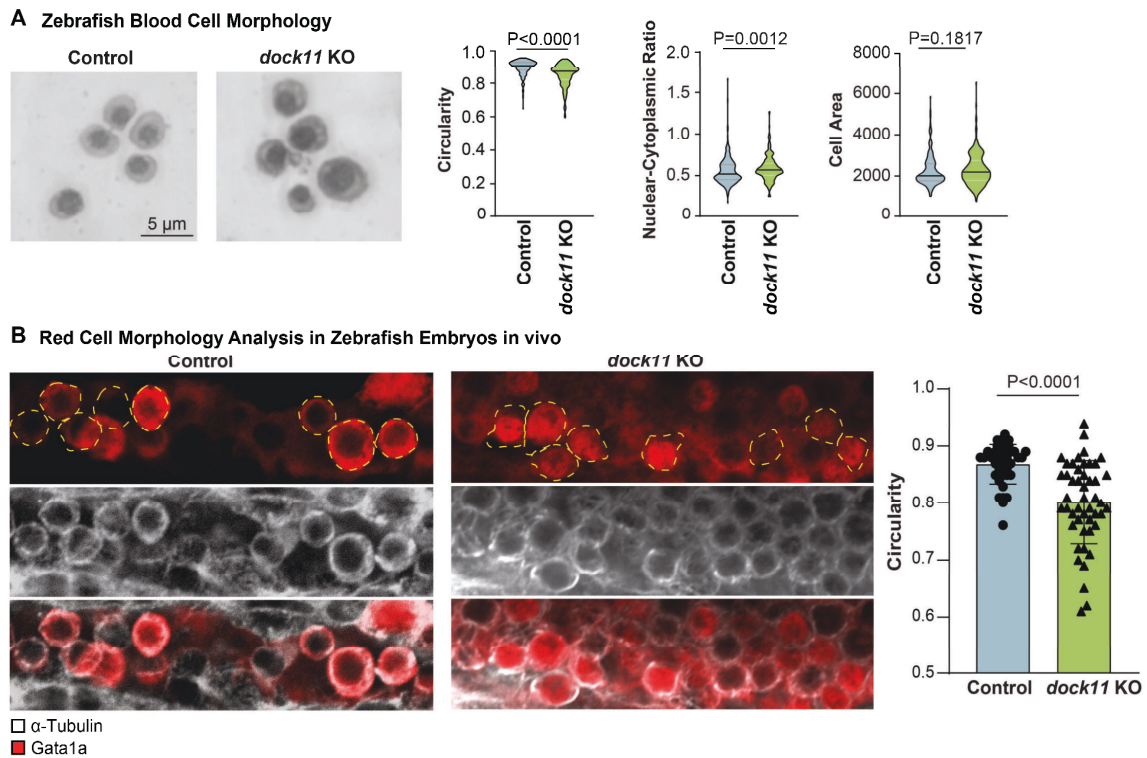 A Zebrafish Blood Cell Morphology
Control
dock11 KO
5 µm
P<0.0001
Circularity
1.0
0.8
0.6
0.4
0.2
0
Control
dock11 KO
P=0.0012
Nuclear-Cytoplasmic Ratio
2.0
1.5
1.0
0.5
0
Control
dock11 KO
P=0.1817
Cell Area
8000
6000
4000
2000
0
Control
dock11 KO
B Red Cell Morphology Analysis in Zebrafish Embryos in vivo
Control
dock11 KO
P<0.0001
Circularity
1.0
0.9
0.8
0.7
0.6
0.5
Control
dock11 KO
α-Tubulin
Gata1a